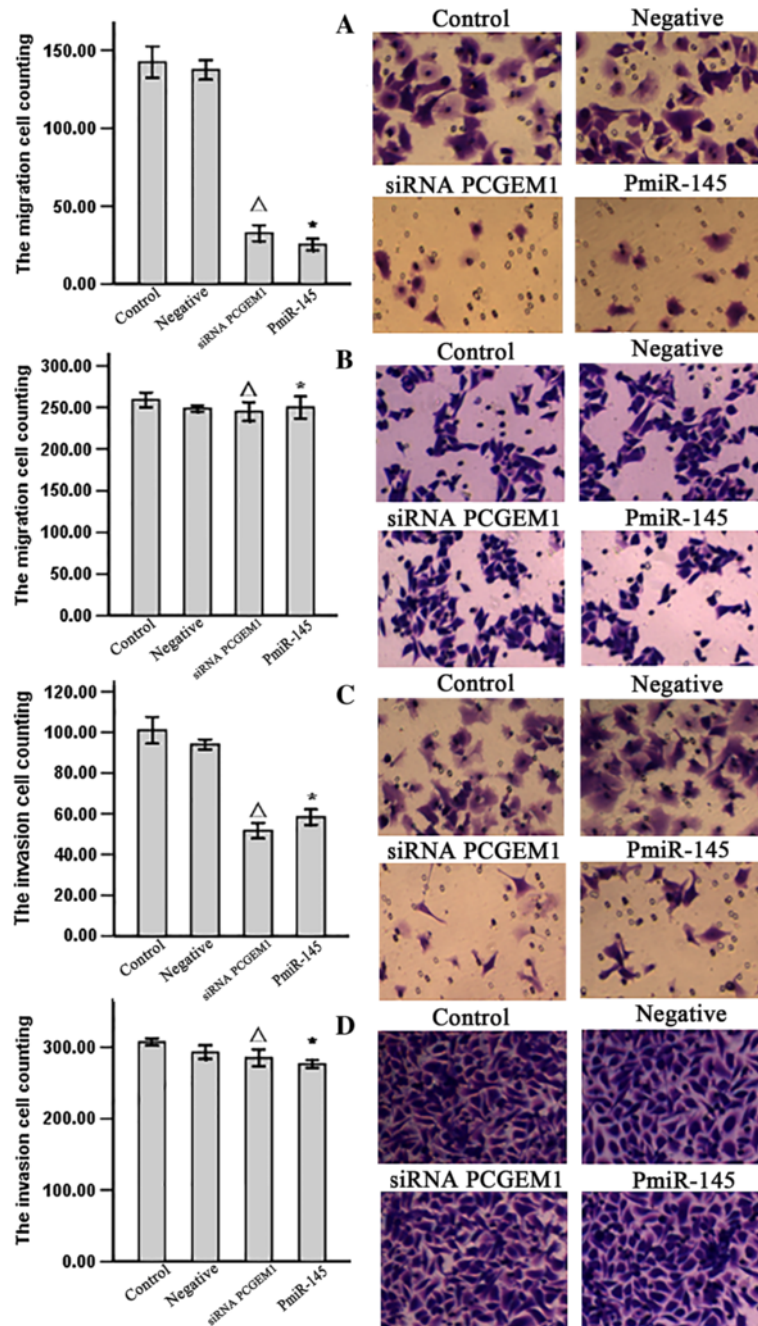 A
The migration cell counting
150.00
100.00
50.00
0.00
△
*
Control
Negative
siRNA PCGEM1
PmiR-145
Control
Negative
siRNA PCGEM1
PmiR-145
B
The migration cell counting
300.00
250.00
200.00
150.00
100.00
50.00
0.00
△
*
Control
Negative
siRNA PCGEM1
PmiR-145
Control
Negative
siRNA PCGEM1
PmiR-145
C
The invasion cell counting
120.00
100.00
80.00
60.00
40.00
20.00
0.00
△
*
Control
Negative
siRNA PCGEM1
PmiR-145
Control
Negative
siRNA PCGEM1
PmiR-145
D
The invasion cell counting
300.00
200.00
100.00
0.00
△
*
Control
Negative
siRNA PCGEM1
PmiR-145
Control
Negative
siRNA PCGEM1
PmiR-145